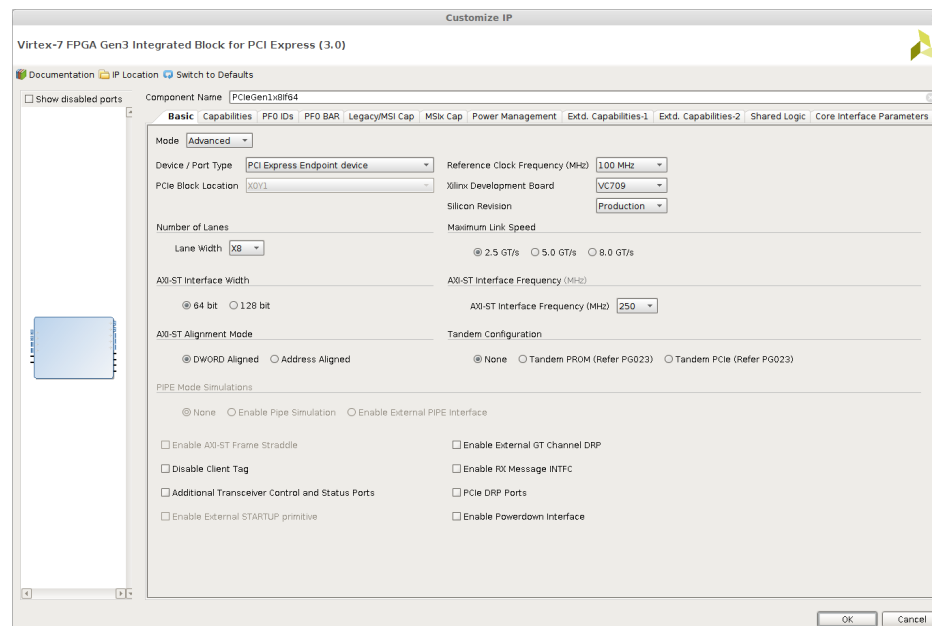 Customize IP
Virtex-7 FPGA Gen3 Integrated Block for PCI Express (3.0)
Documentation IP Location Switch to Defaults
Show disabled ports
Component Name PCIeGen1x8If64
Basic Capabilities PF0 IDs PF0 BAR Legacy/MSI Cap MSIx Cap Power Management Extd. Capabilities-1 Extd. Capabilities-2 Shared Logic Core Interface Parameters
Mode Advanced
Device / Port Type PCI Express Endpoint device Reference Clock Frequency (MHz) 100 MHz
PCIe Block Location X0Y1 Xilinx Development Board VC709
Silicon Revision Production
Number of Lanes Maximum Link Speed
Lane Width X8 2.5 GT/s 5.0 GT/s 8.0 GT/s
AXI-ST Interface Width AXI-ST Interface Frequency (MHz)
64 bit 128 bit AXI-ST Interface Frequency (MHz) 250
AXI-ST Alignment Mode Tandem Configuration
DWORD Aligned Address Aligned None Tandem PROM (Refer PG023) Tandem PCIe (Refer PG023)
PIPE Mode Simulations
None Enable Pipe Simulation Enable External PIPE Interface
Enable AXI-ST Frame Straddle Enable External GT Channel DRP
Disable Client Tag Enable RX Message INTFC
Additional Transceiver Control and Status Ports PCIe DRP Ports
Enable External STARTUP primitive Enable Powerdown Interface
OK Cancel